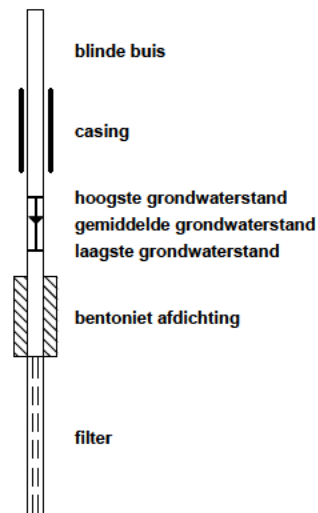 blinde buis
casing
hoogste grondwaterstand
gemiddelde grondwaterstand
laagste grondwaterstand
bentoniet afdichting
filter